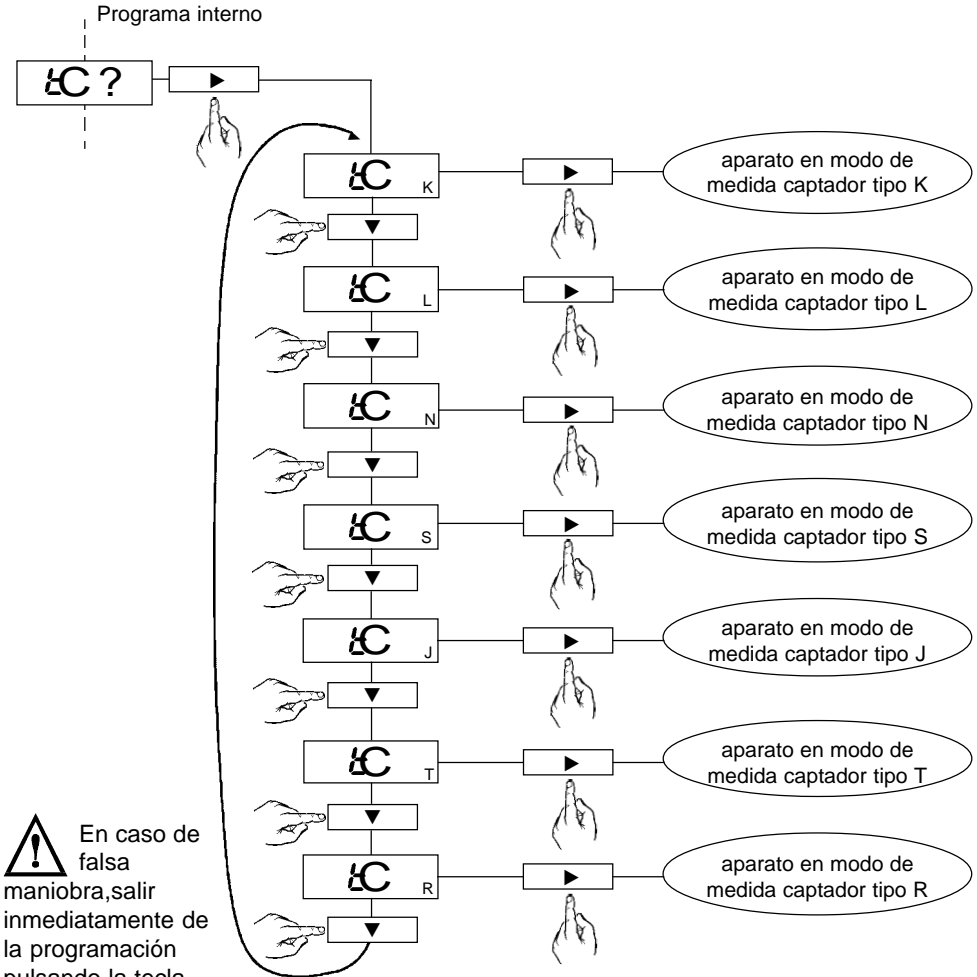 Programa interno
tC ?
tC K
aparato en modo de
medida captador tipo K
tC L
aparato en modo de
medida captador tipo L
tC N
aparato en modo de
medida captador tipo N
tC S
aparato en modo de
medida captador tipo S
tC J
aparato en modo de
medida captador tipo J
tC T
aparato en modo de
medida captador tipo T
tC R
aparato en modo de
medida captador tipo R
En caso de
falsa
maniobra,salir
inmediatamente de
la programación
pulsando la tecla